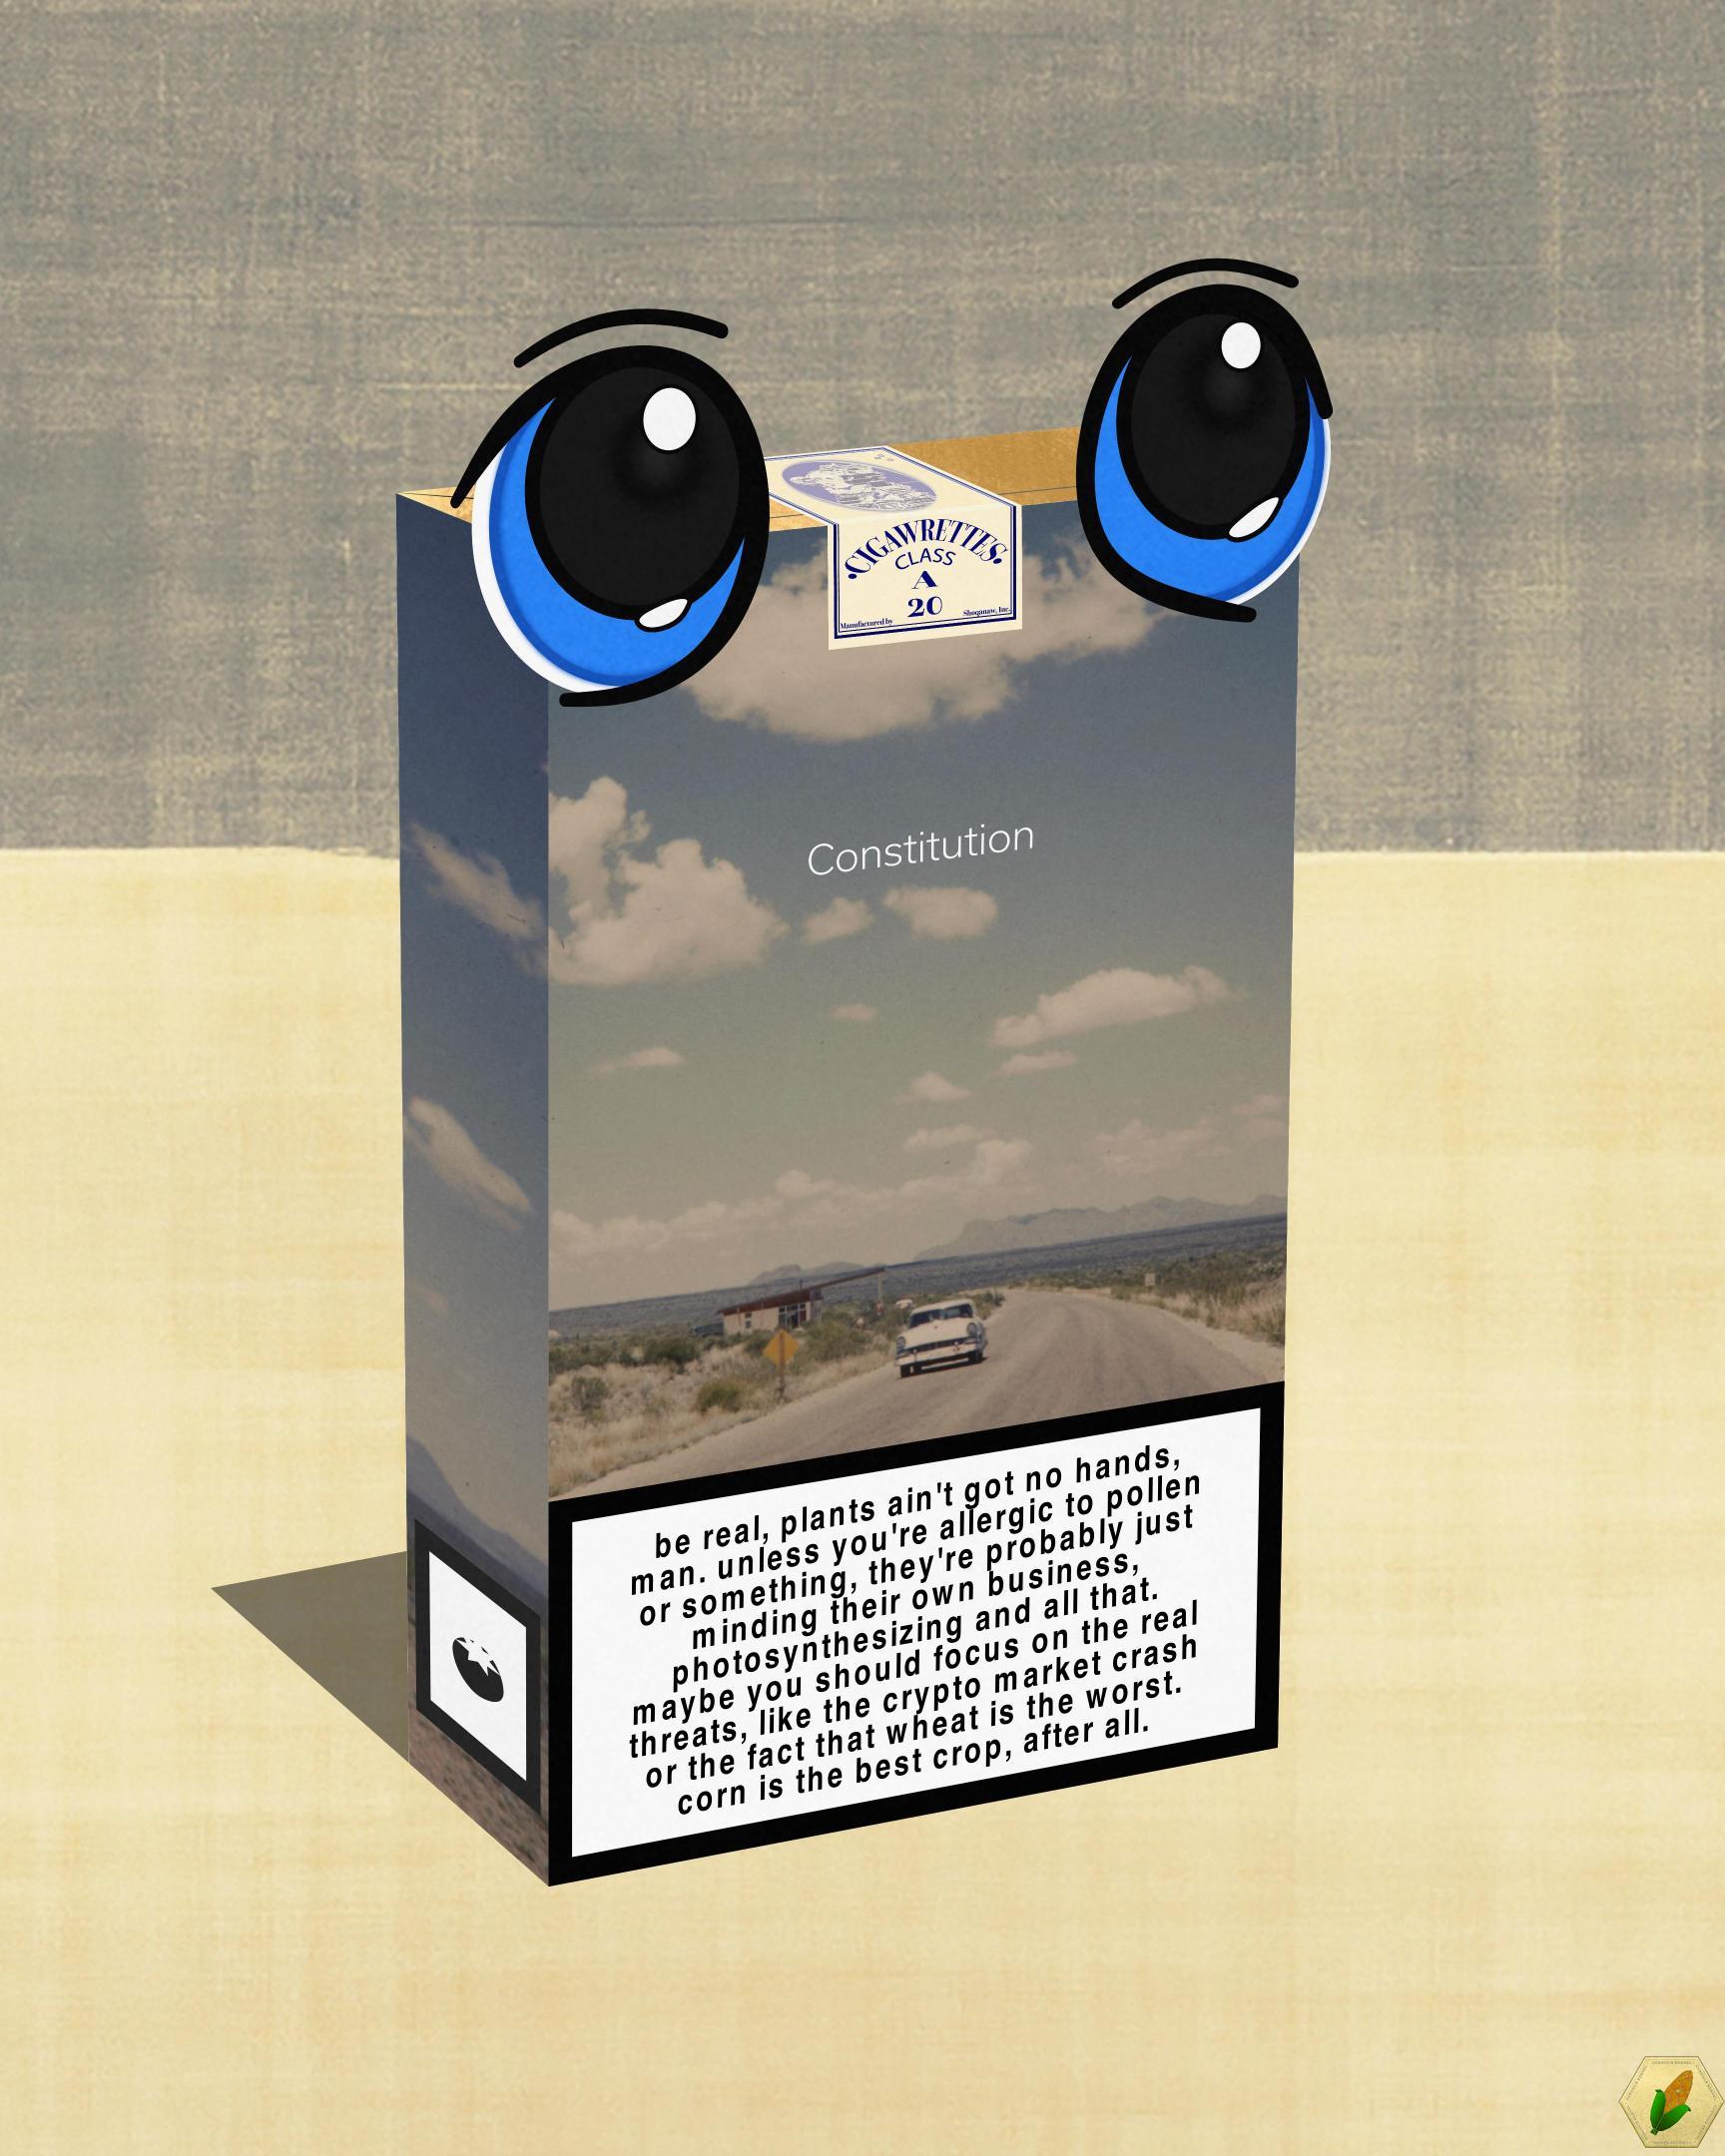 CIGAWRETTES
CLASS
A
20
Manufactured by
Shoqanaw, Inc.
Constitution
be real, plants ain't got no hands,
man. unless you're allergic to pollen
or something, they're probably just
minding their own business,
photosynthesizing and all that.
maybe you should focus on the real
threats, like the crypto market crash
or the fact that wheat is the worst.
corn is the best crop, after all.